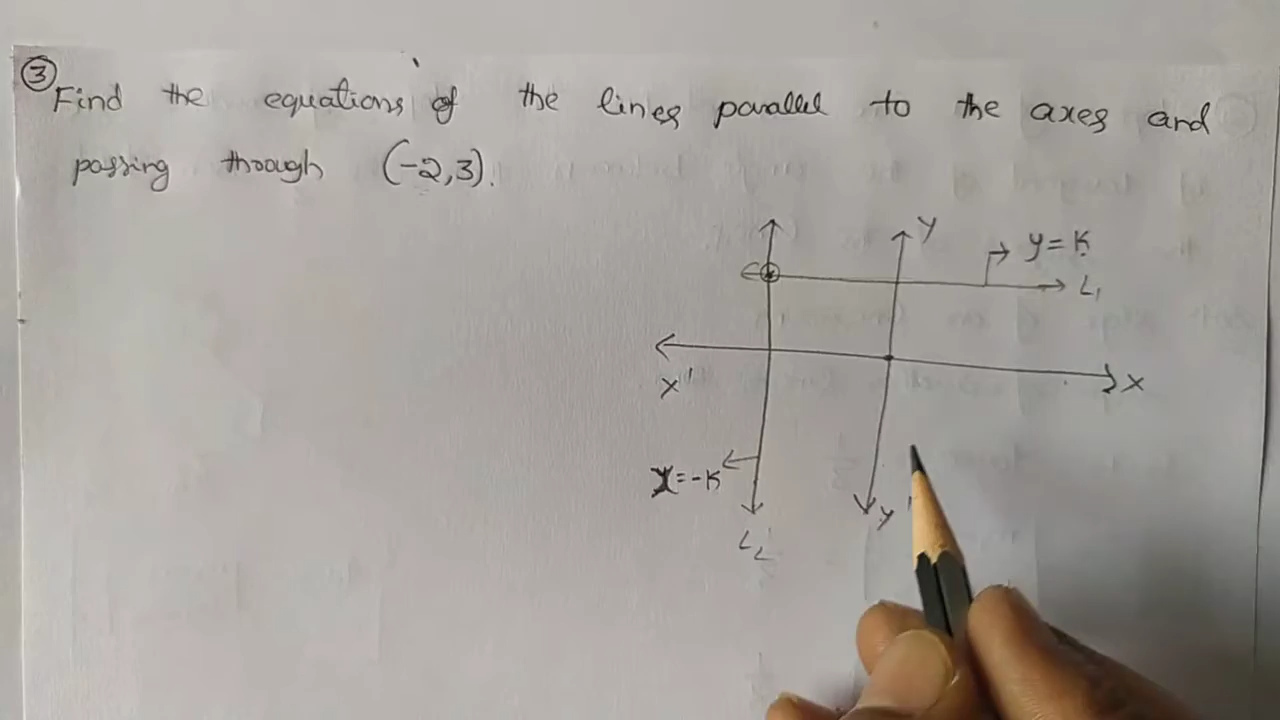 ③
Find the equations of the lines parallel to the axes and
passing through (-2,3).
y
y = k
L1
x'
x
x = -k
y'
L2